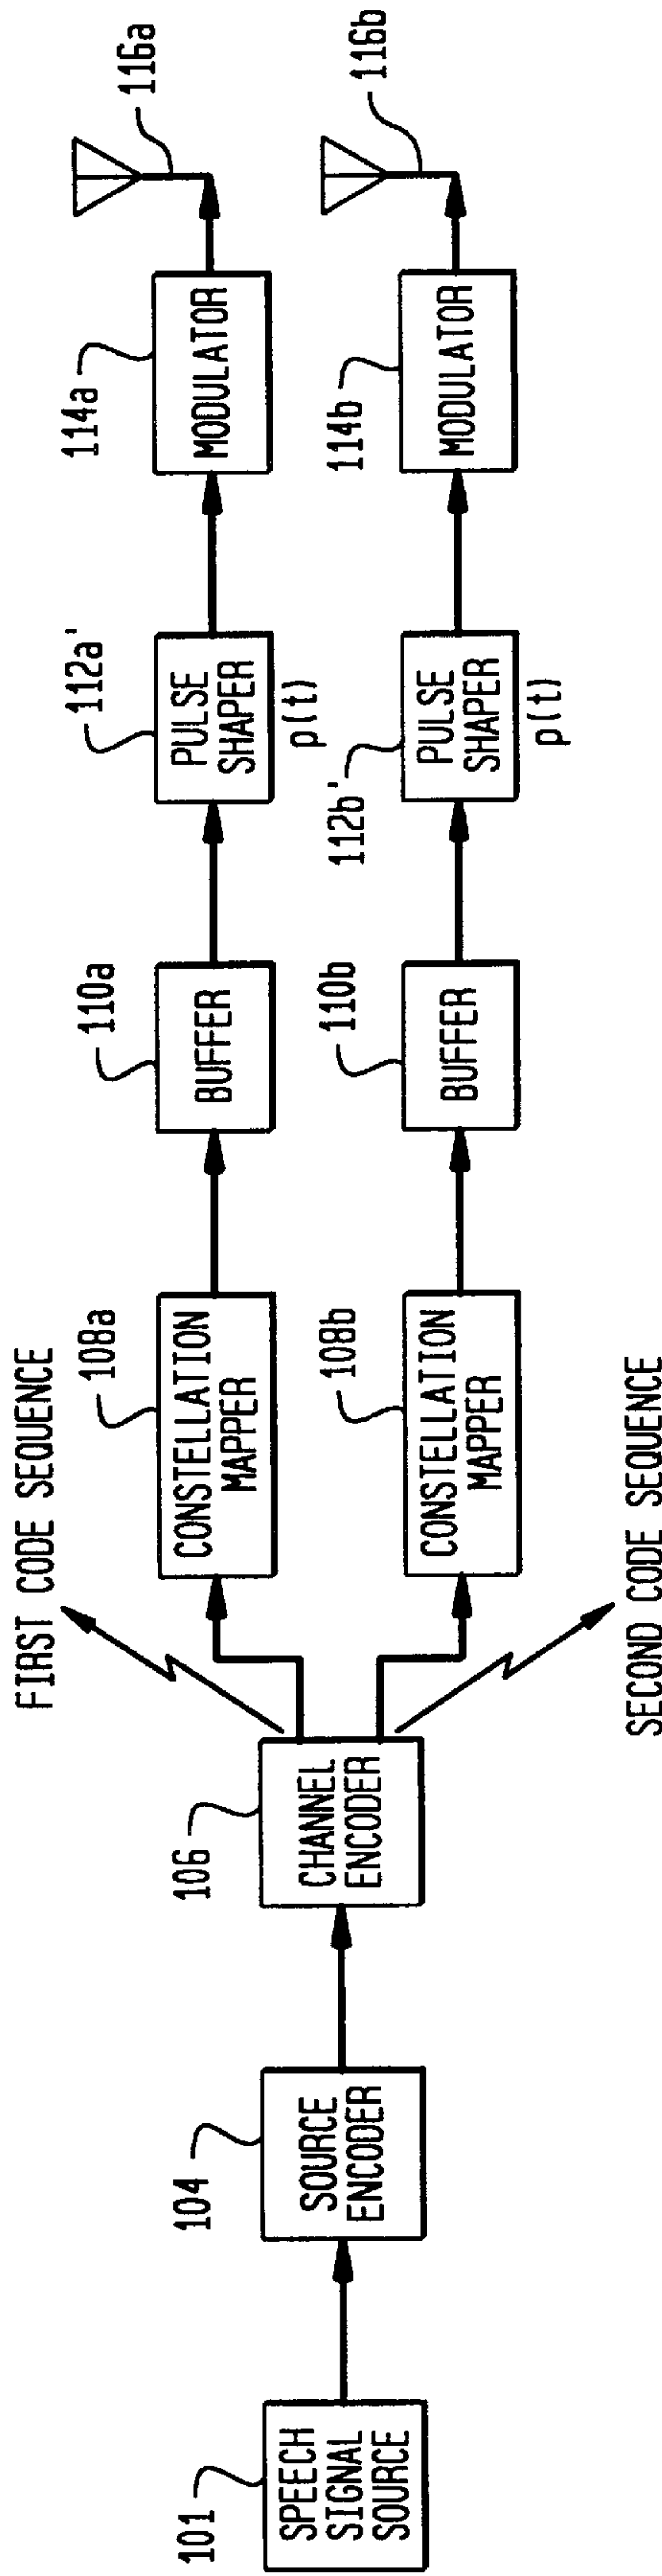 FIRST CODE SEQUENCE
101
SPEECH
SIGNAL
SOURCE
104
SOURCE
ENCODER
106
CHANNEL
ENCODER
108a
CONSTELLATION
MAPPER
110a
BUFFER
112a'
PULSE
SHAPER
p(t)
114a
MODULATOR
116a
108b
CONSTELLATION
MAPPER
110b
BUFFER
112b'
PULSE
SHAPER
p(t)
114b
MODULATOR
116b
SECOND CODE SEQUENCE